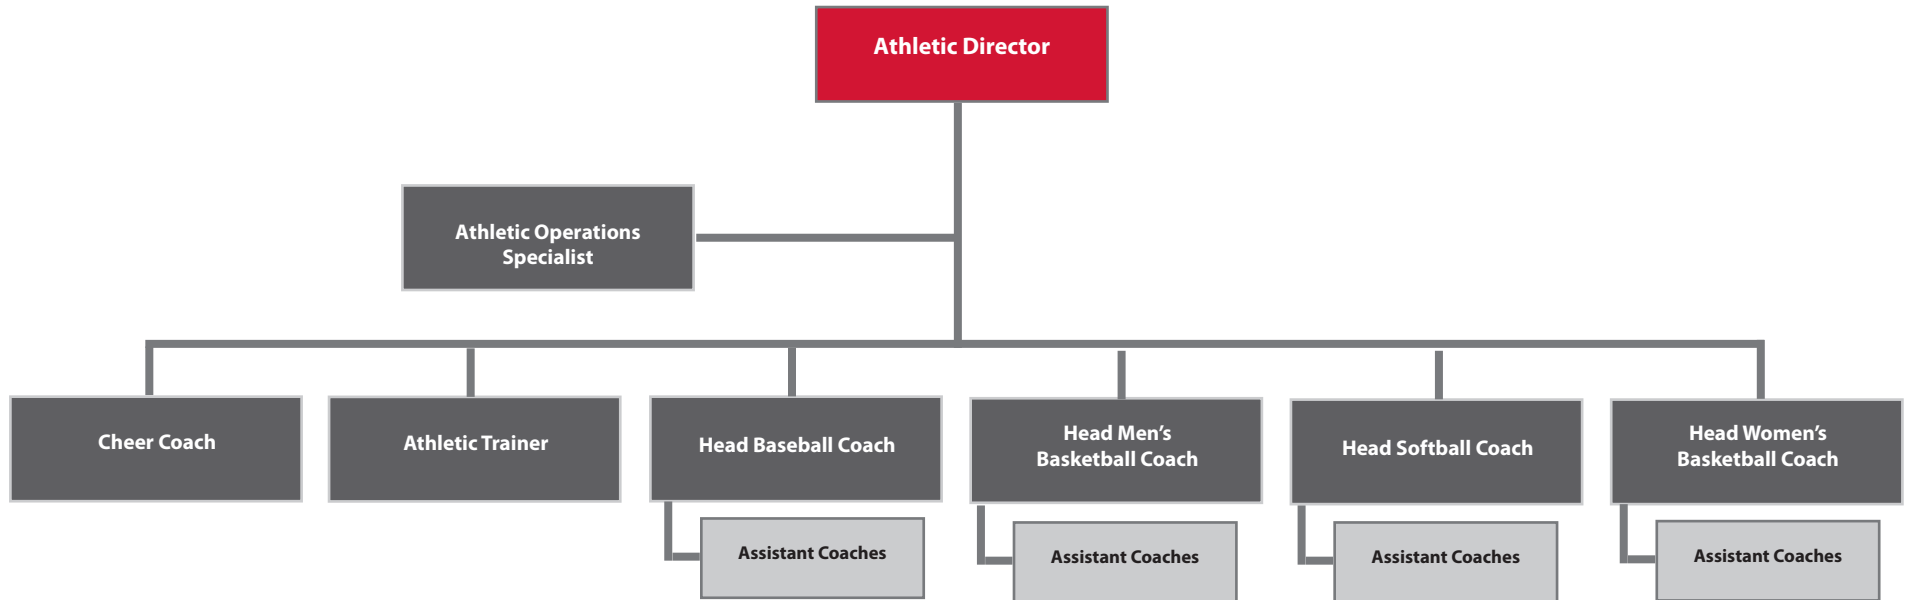 Athletic Director
Athletic Operations
Specialist
Cheer Coach
Athletic Trainer
Head Baseball Coach
Head Men's
Basketball Coach
Head Softball Coach
Head Women's
Basketball Coach
Assistant Coaches
Assistant Coaches
Assistant Coaches
Assistant Coaches